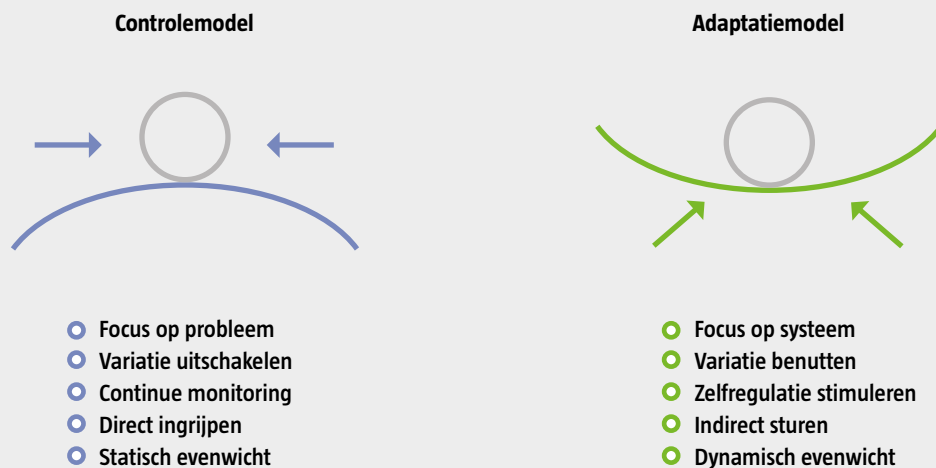 Controlemodel
Focus op probleem
Variatie uitschakelen
Continue monitoring
Direct ingrijpen
Statisch evenwicht
Adaptatiemodel
Focus op systeem
Variatie benutten
Zelfregulatie stimuleren
Indirect sturen
Dynamisch evenwicht